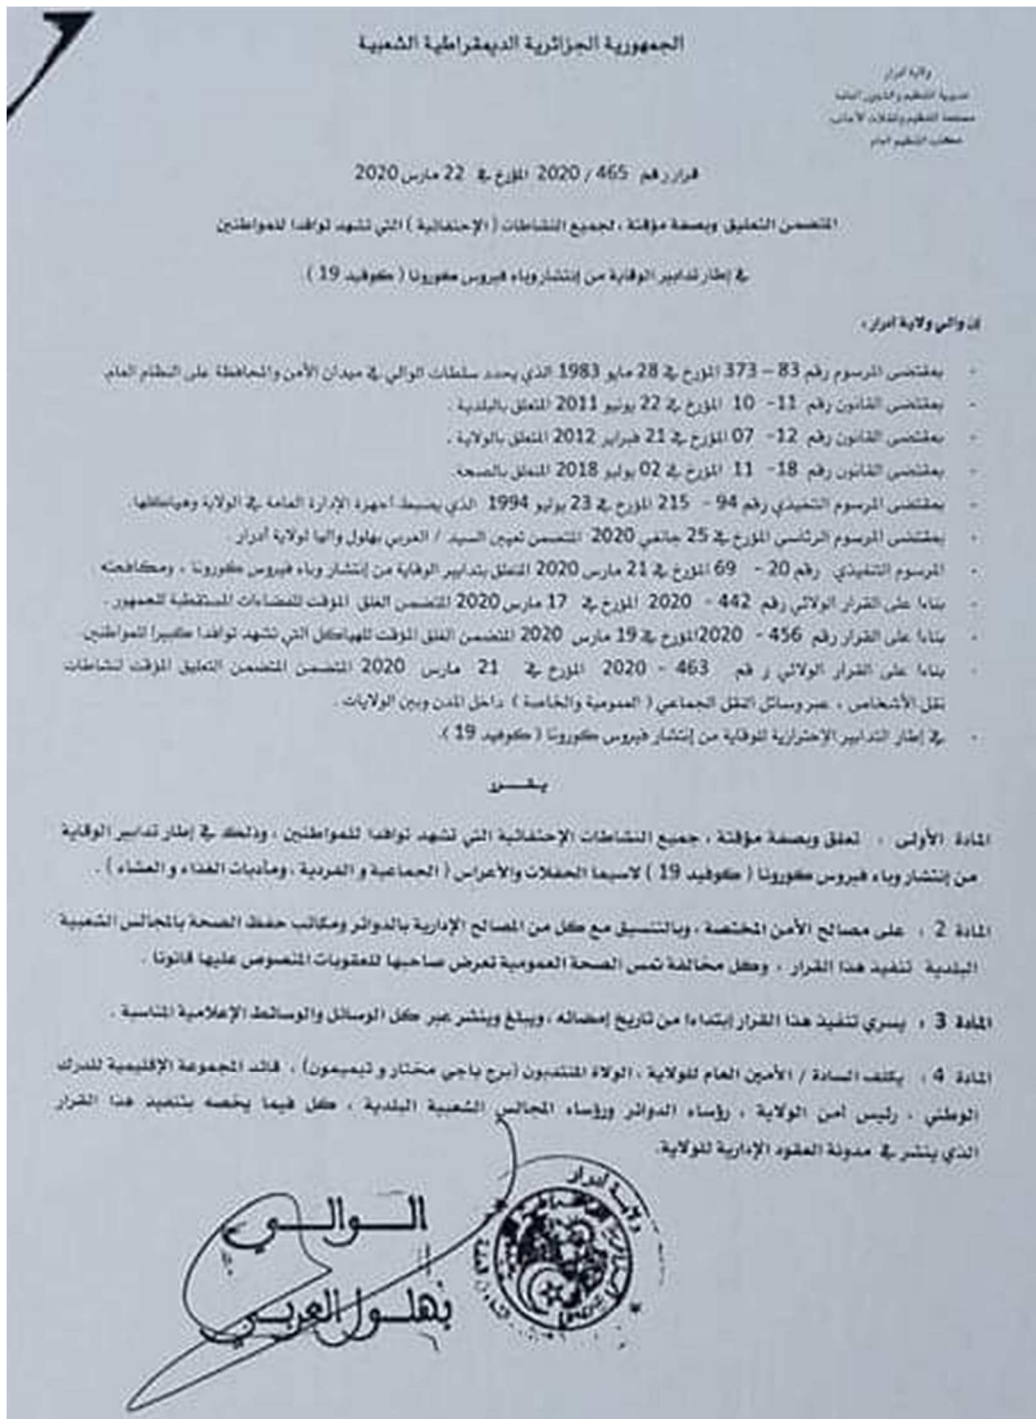 الجمهورية الجزائرية الديمقراطية الشعبية
ولاية أدرار
مديرية التنظيم والشؤون العامة
مصلحة التنظيم وتنقلات الأجانب
مكتب التنظيم العام
قرار رقم 465 / 2020 المؤرخ في 22 مارس 2020
المتضمن التعليق وبصفة مؤقتة ، لجميع النشاطات ( الإحتفائية ) التي تشهد توافدا للمواطنين
في إطار تدابير الوقاية من إنتشار وباء فيروس كورونا ( كوفيد 19 ) .
إن والي ولاية أدرار ،
- بمقتضى المرسوم رقم 83 – 373 المؤرخ في 28 مايو 1983 الذي يحدد سلطات الوالي في ميدان الأمن والمحافظة على النظام العام.
- بمقتضى القانون رقم 11- 10 المؤرخ في 22 يونيو 2011 المتعلق بالبلدية .
- بمقتضى القانون رقم 12- 07 المؤرخ في 21 فبراير 2012 المتعلق بالولاية .
- بمقتضى القانون رقم 18- 11 المؤرخ في 02 يوليو 2018 المتعلق بالصحة.
- بمقتضى المرسوم التنفيذي رقم 94 - 215 المؤرخ في 23 يوليو 1994 الذي يضبط أجهزة الإدارة العامة في الولاية وهياكلها.
- بمقتضى المرسوم الرئاسي المؤرخ في 25 جانفي 2020 المتضمن تعيين السيد / العربي بهلول واليا لولاية أدرار .
- المرسوم التنفيذي رقم 20 - 69 المؤرخ في 21 مارس 2020 المتعلق بتدابير الوقاية من إنتشار وباء فيروس كورونا ، ومكافحته .
- بناءا على القرار الولائي رقم 442 - 2020 المؤرخ في 17 مارس 2020 المتضمن الغلق المؤقت للفضاءات المستقطبة للجمهور .
- بناءا على القرار رقم 456 - 2020المؤرخ في 19 مارس 2020 المتضمن الغلق المؤقت للهياكل التي تشهد توافدا كبيرا للمواطنين.
- بناءا على القرار الولائي ر قم 463 - 2020 المؤرخ في 21 مارس 2020 المتضمن المتضمن التعليق المؤقت لنشاطات
نقل الأشخاص ، عبر وسائل النقل الجماعي ( العمومية والخاصة ) داخل المدن وبين الولايات .
- في إطار التدابير الإحترازية للوقاية من إنتشار فيروس كورونا ( كوفيد 19 ).
يـقــــرر
المادة الأولى ، تعلق وبصفة مؤقتة ، جميع النشاطات الإحتفائية التي تشهد توافدا للمواطنين ، وذلك في إطار تدابير الوقاية
من إنتشار وباء فيروس كورونا ( كوفيد 19 ) لاسيما الحفلات والأعراس ( الجماعية و الفردية ، ومأدبات الغذاء و العشاء ) .
المادة 2 ، على مصالح الأمن المختصة ، وبالتنسيق مع كل من المصالح الإدارية بالدوائر ومكاتب حفظ الصحة بالمجالس الشعبية
البلدية تنفيذ هذا القرار ، وكل مخالفة تمس الصحة العمومية تعرض صاحبها للعقوبات المنصوص عليها قانونا .
المادة 3 ، يسري تنفيذ هذا القرار إبتداءا من تاريخ إمضائه ، ويبلغ وينشر عبر كل الوسائل والوسائط الإعلامية المناسبة .
المادة 4 ، يكلف السادة / الأمين العام للولاية ، الولاة المنتدبون (برج باجي مختار و تيميمون) ، قائد المجموعة الإقليمية للدرك
الوطني ، رئيس أمن الولاية ، رؤساء الدوائر ورؤساء المجالس الشعبية البلدية ، كل فيما يخصه بتنفيذ هذا القرار
الذي ينشر في مدونة العقود الإدارية للولاية.
ولاية أدرار
الـــوالـــي
بهلـــول العربـــي